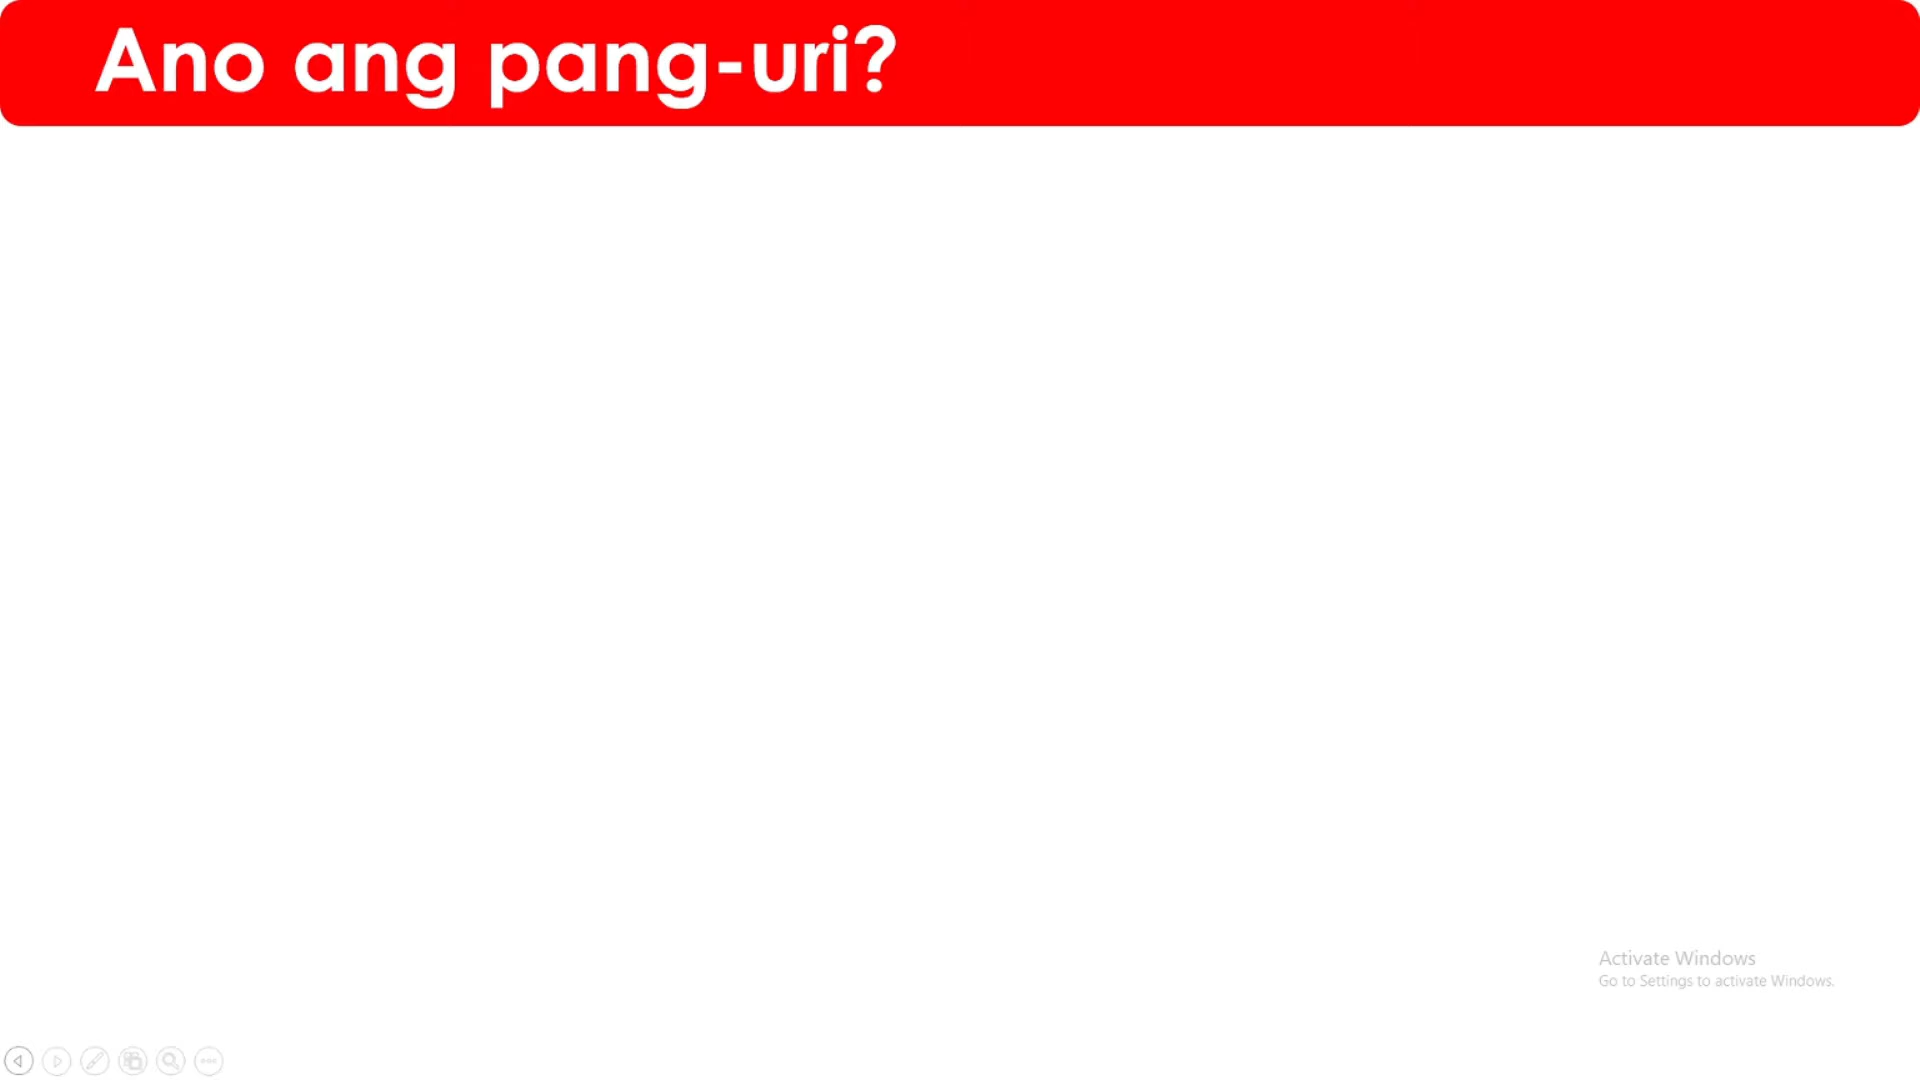 Ano ang pang-uri?
Activate Windows
Go to Settings to activate Windows.